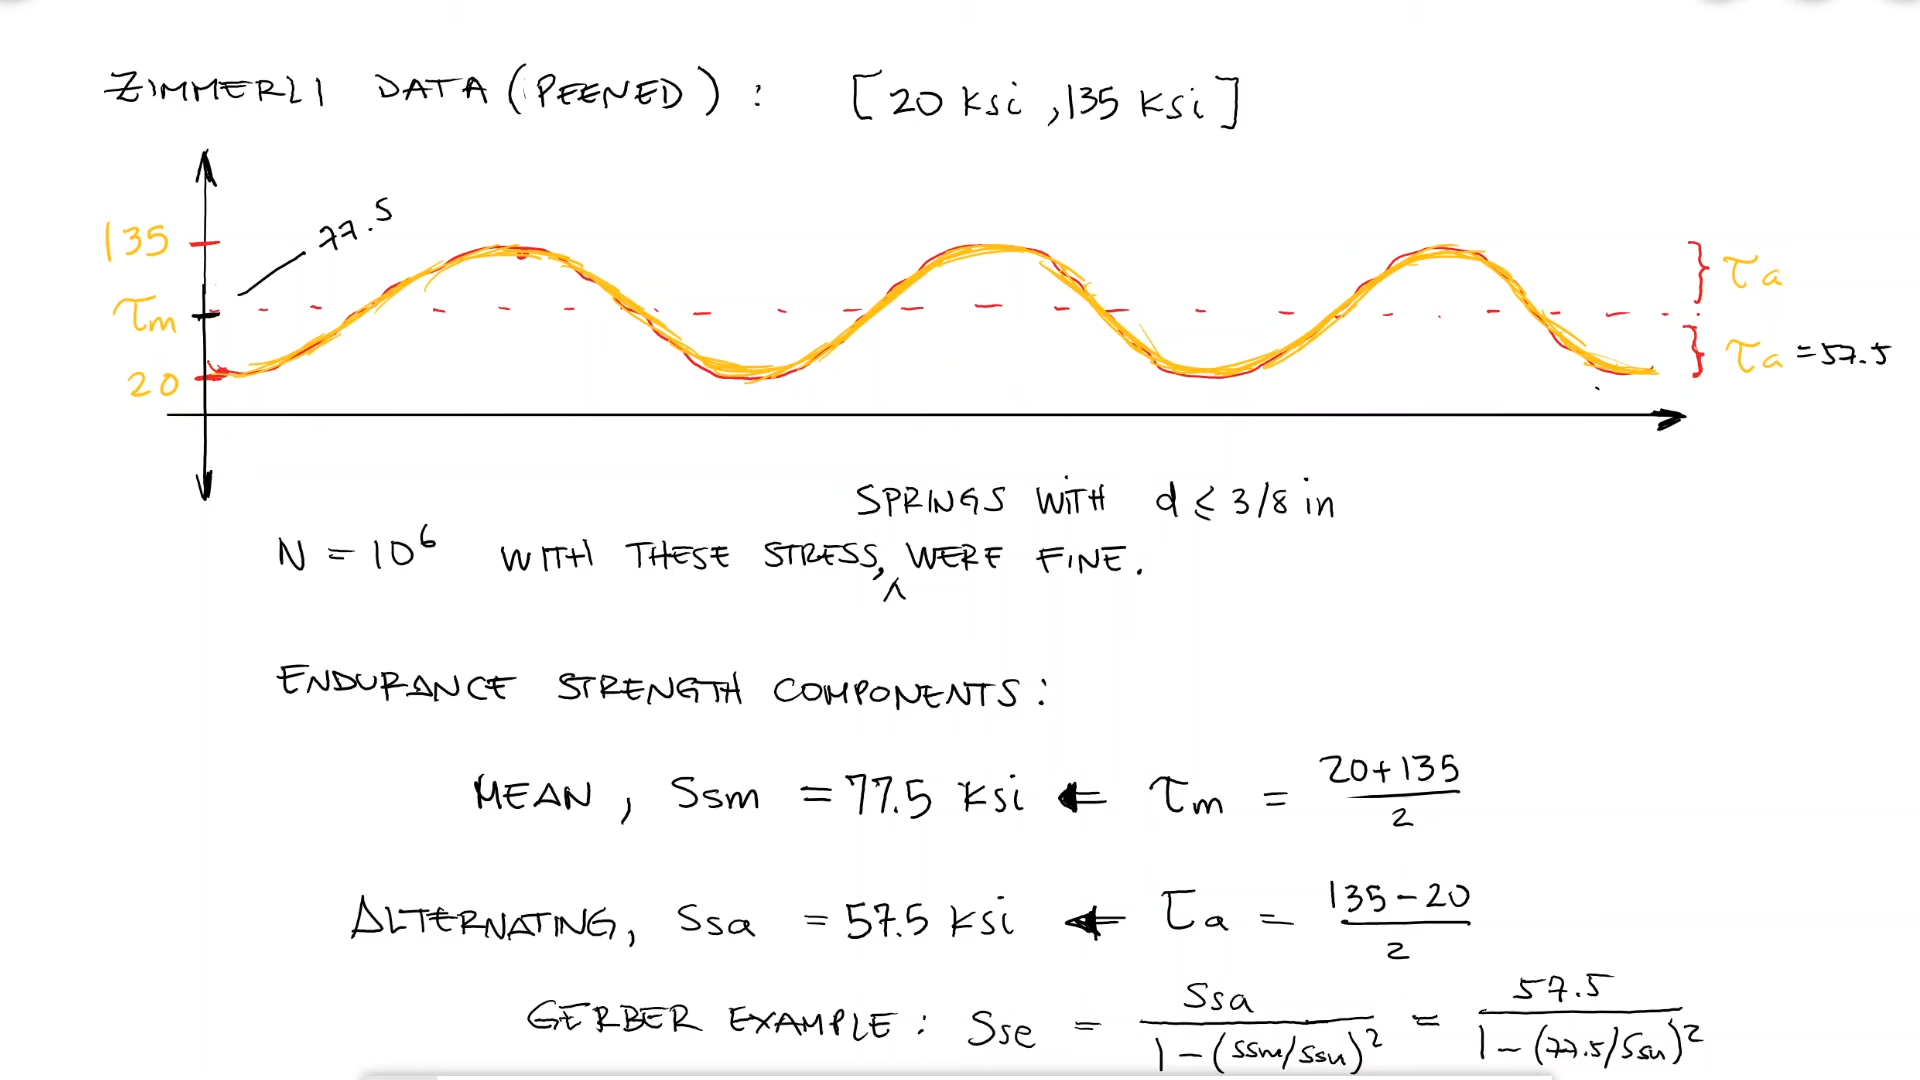 ZIMMERLI DATA (PEENED) : [20 ksi, 135 ksi]
77.5
135
τm
20
τa
τa = 57.5
SPRINGS WITH d ≤ 3/8 in
N = 10^6 WITH THESE STRESS, ^ WERE FINE.
ENDURANCE STRENGTH COMPONENTS:
MEAN, Ssm = 77.5 ksi ← τm = (20+135)/2
ALTERNATING, Ssa = 57.5 ksi ← τa = (135-20)/2
GERBER EXAMPLE: Sse = Ssa/(1-(Ssm/Ssu)^2) = 57.5/(1-(77.5/Ssu)^2)